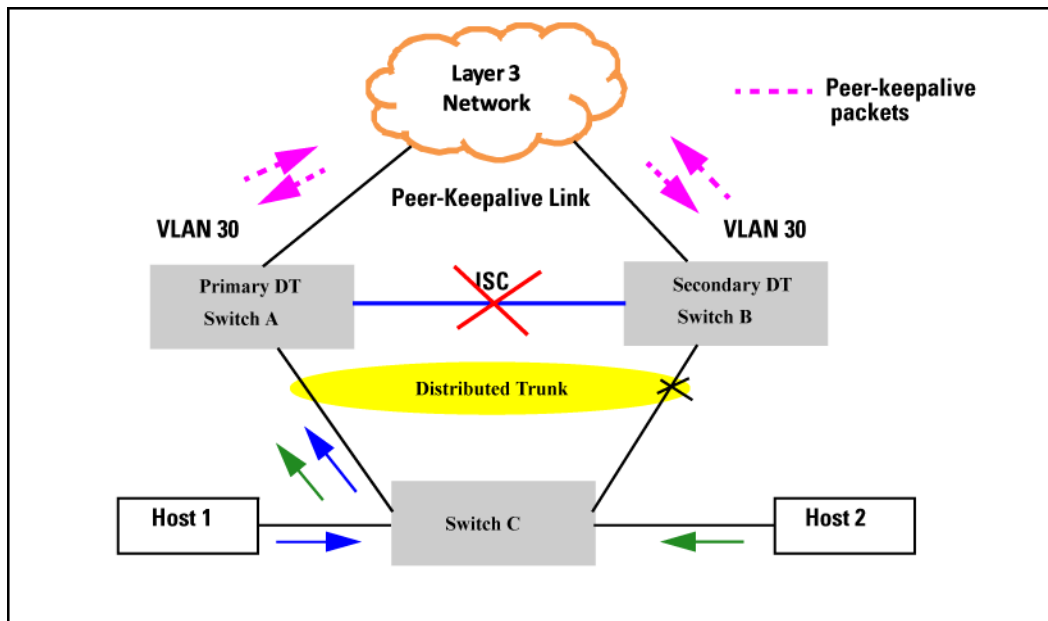 Layer 3
Network
Peer-keepalive
packets
Peer-Keepalive Link
VLAN 30
VLAN 30
ISC
Primary DT
Switch A
Secondary DT
Switch B
Distributed Trunk
Host 1
Switch C
Host 2